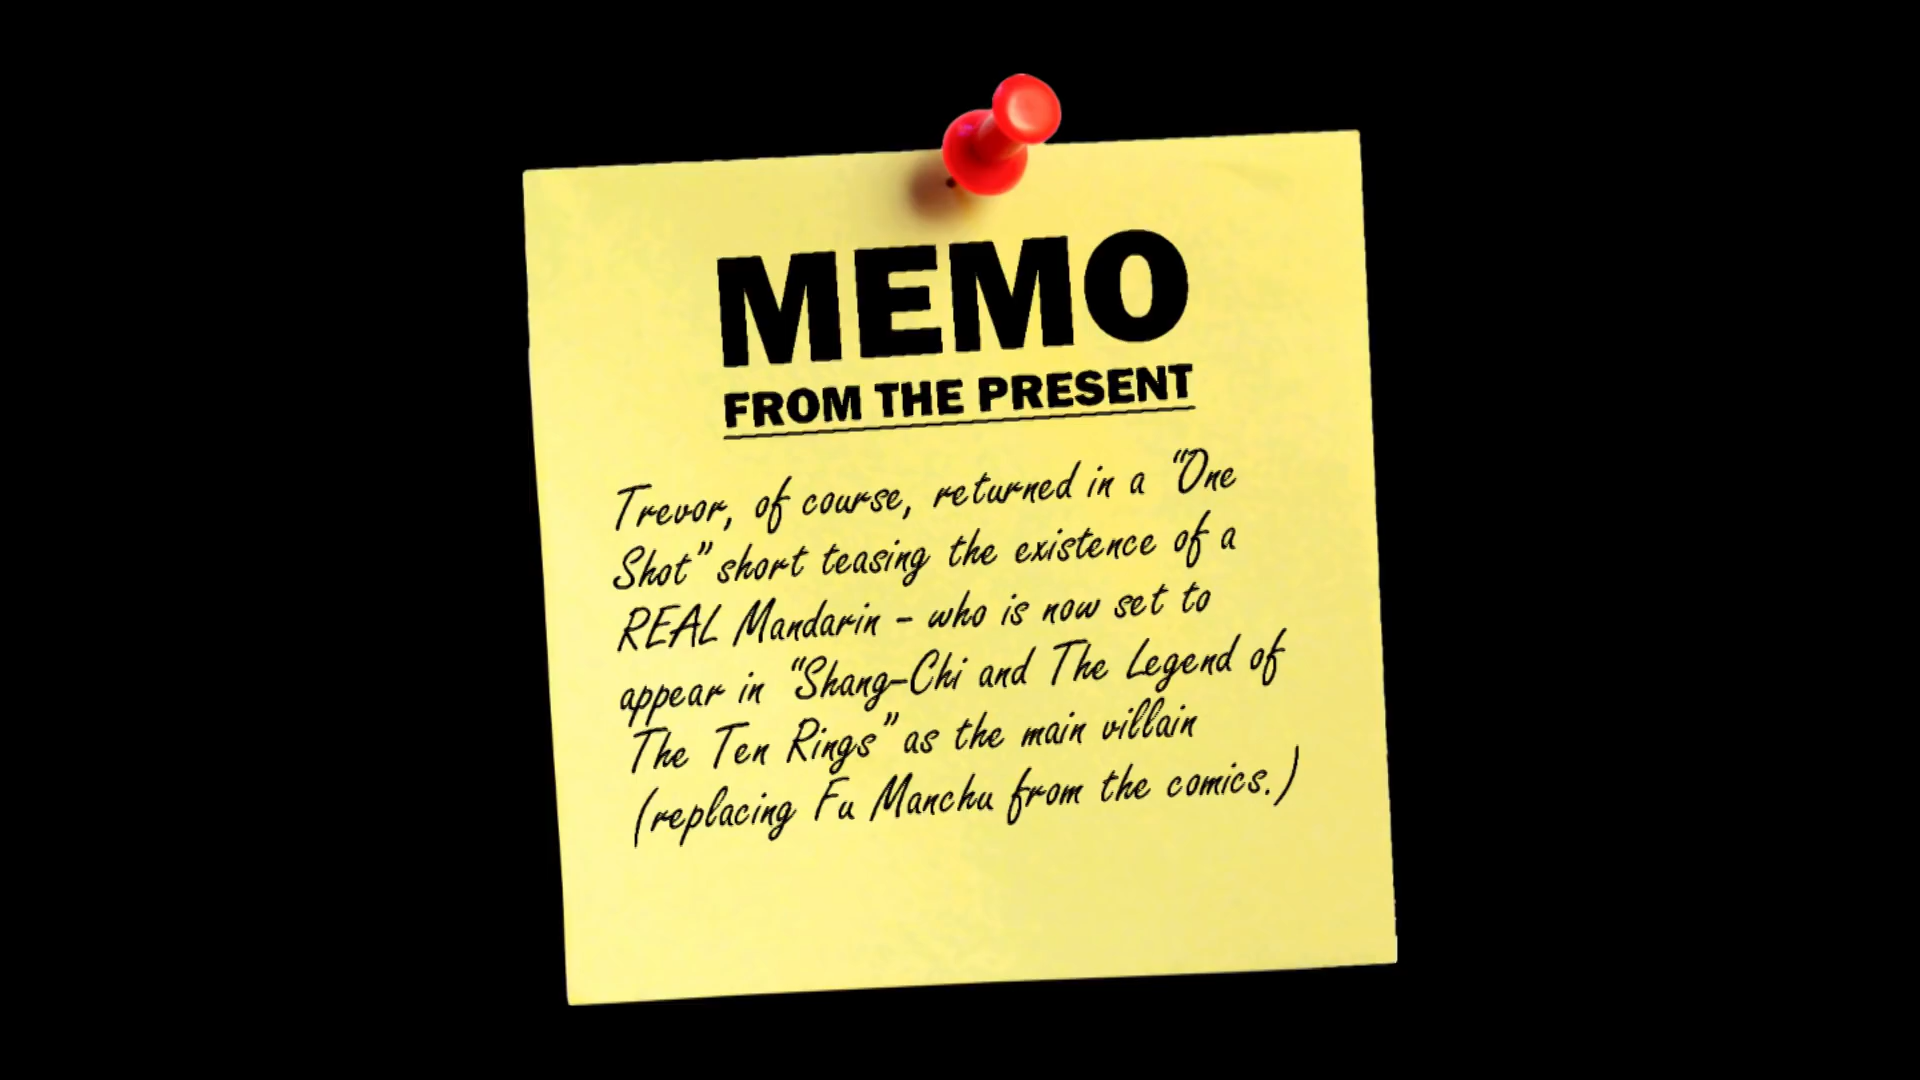 MEMO
FROM THE PRESENT
Trevor, of course, returned in a "One
Shot" short teasing the existence of a
REAL Mandarin - who is now set to
appear in "Shang-Chi and The Legend of
The Ten Rings" as the main villain
(replacing Fu Manchu from the comics.)